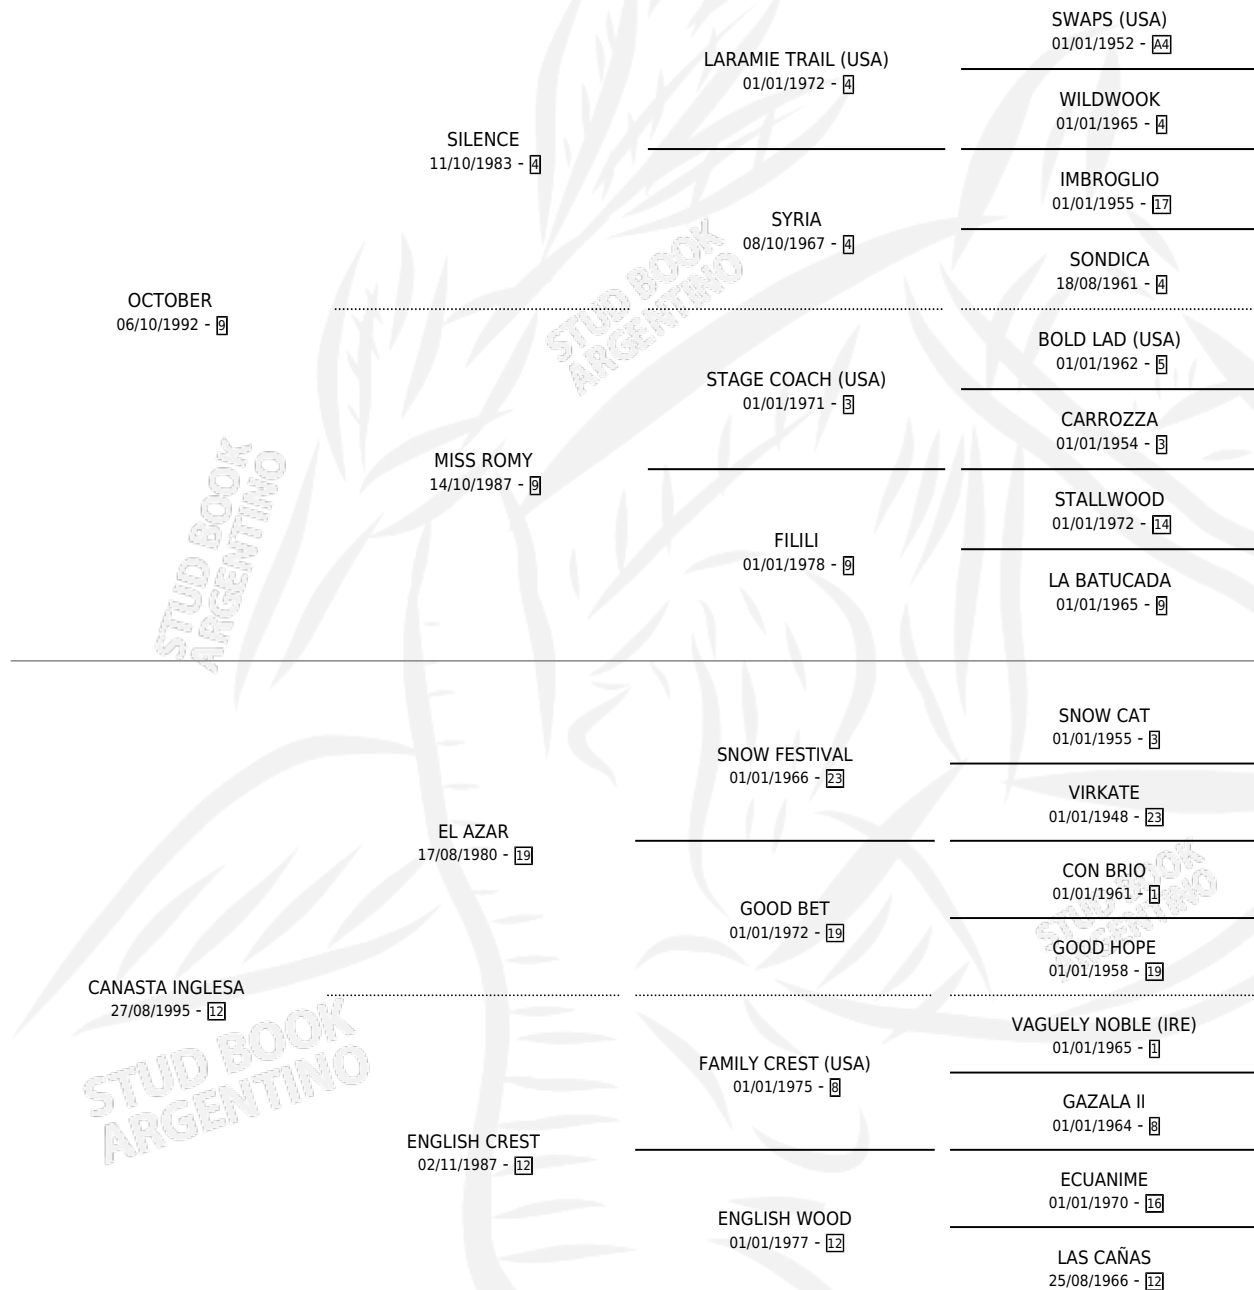 SWAPS (USA)
01/01/1952 - A4
LARAMIE TRAIL (USA)
01/01/1972 - 4
WILDWOOK
01/01/1965 - 4
SILENCE
11/10/1983 - 4
IMBROGLIO
01/01/1955 - 17
SYRIA
08/10/1967 - 4
SONDICA
18/08/1961 - 4
OCTOBER
06/10/1992 - 9
STUD BOOK
ARGENTINO
BOLD LAD (USA)
01/01/1962 - 5
STAGE COACH (USA)
01/01/1971 - 3
CARROZZA
01/01/1954 - 3
MISS ROMY
14/10/1987 - 9
STALLWOOD
01/01/1972 - 14
FILILI
01/01/1978 - 9
LA BATUCADA
01/01/1965 - 9
STUD BOOK
ARGENTINO
SNOW CAT
01/01/1955 - 3
SNOW FESTIVAL
01/01/1966 - 23
VIRKATE
01/01/1948 - 23
EL AZAR
17/08/1980 - 19
CON BRIO
01/01/1961 - 1
GOOD BET
01/01/1972 - 19
GOOD HOPE
01/01/1958 - 19
STUD BOOK
ARGENTINO
CANASTA INGLESA
27/08/1995 - 12
VAGUELY NOBLE (IRE)
01/01/1965 - 1
FAMILY CREST (USA)
01/01/1975 - 8
GAZALA II
01/01/1964 - 8
STUD BOOK
ARGENTINO
ENGLISH CREST
02/11/1987 - 12
ECUANIME
01/01/1970 - 16
ENGLISH WOOD
01/01/1977 - 12
LAS CAÑAS
25/08/1966 - 12